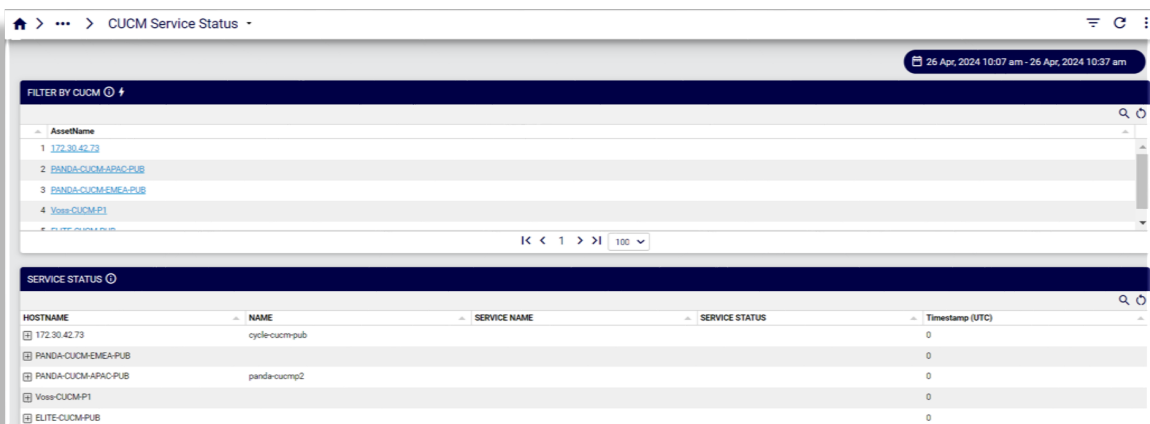 CUCM Service Status
26 Apr, 2024 10:07 am - 26 Apr, 2024 10:37 am
FILTER BY CUCM
AssetName
1 172.30.42.73
2 PANDA-CUCM-APAC-PUB
3 PANDA-CUCM-EMEA-PUB
4 Voss-CUCM-P1
5 ELITE-CUCM-PUB
1 100
SERVICE STATUS
HOSTNAME NAME SERVICE NAME SERVICE STATUS Timestamp (UTC)
172.30.42.73 cycle-cucm-pub 0
PANDA-CUCM-EMEA-PUB 0
PANDA-CUCM-APAC-PUB panda-cucmp2 0
Voss-CUCM-P1 0
ELITE-CUCM-PUB 0